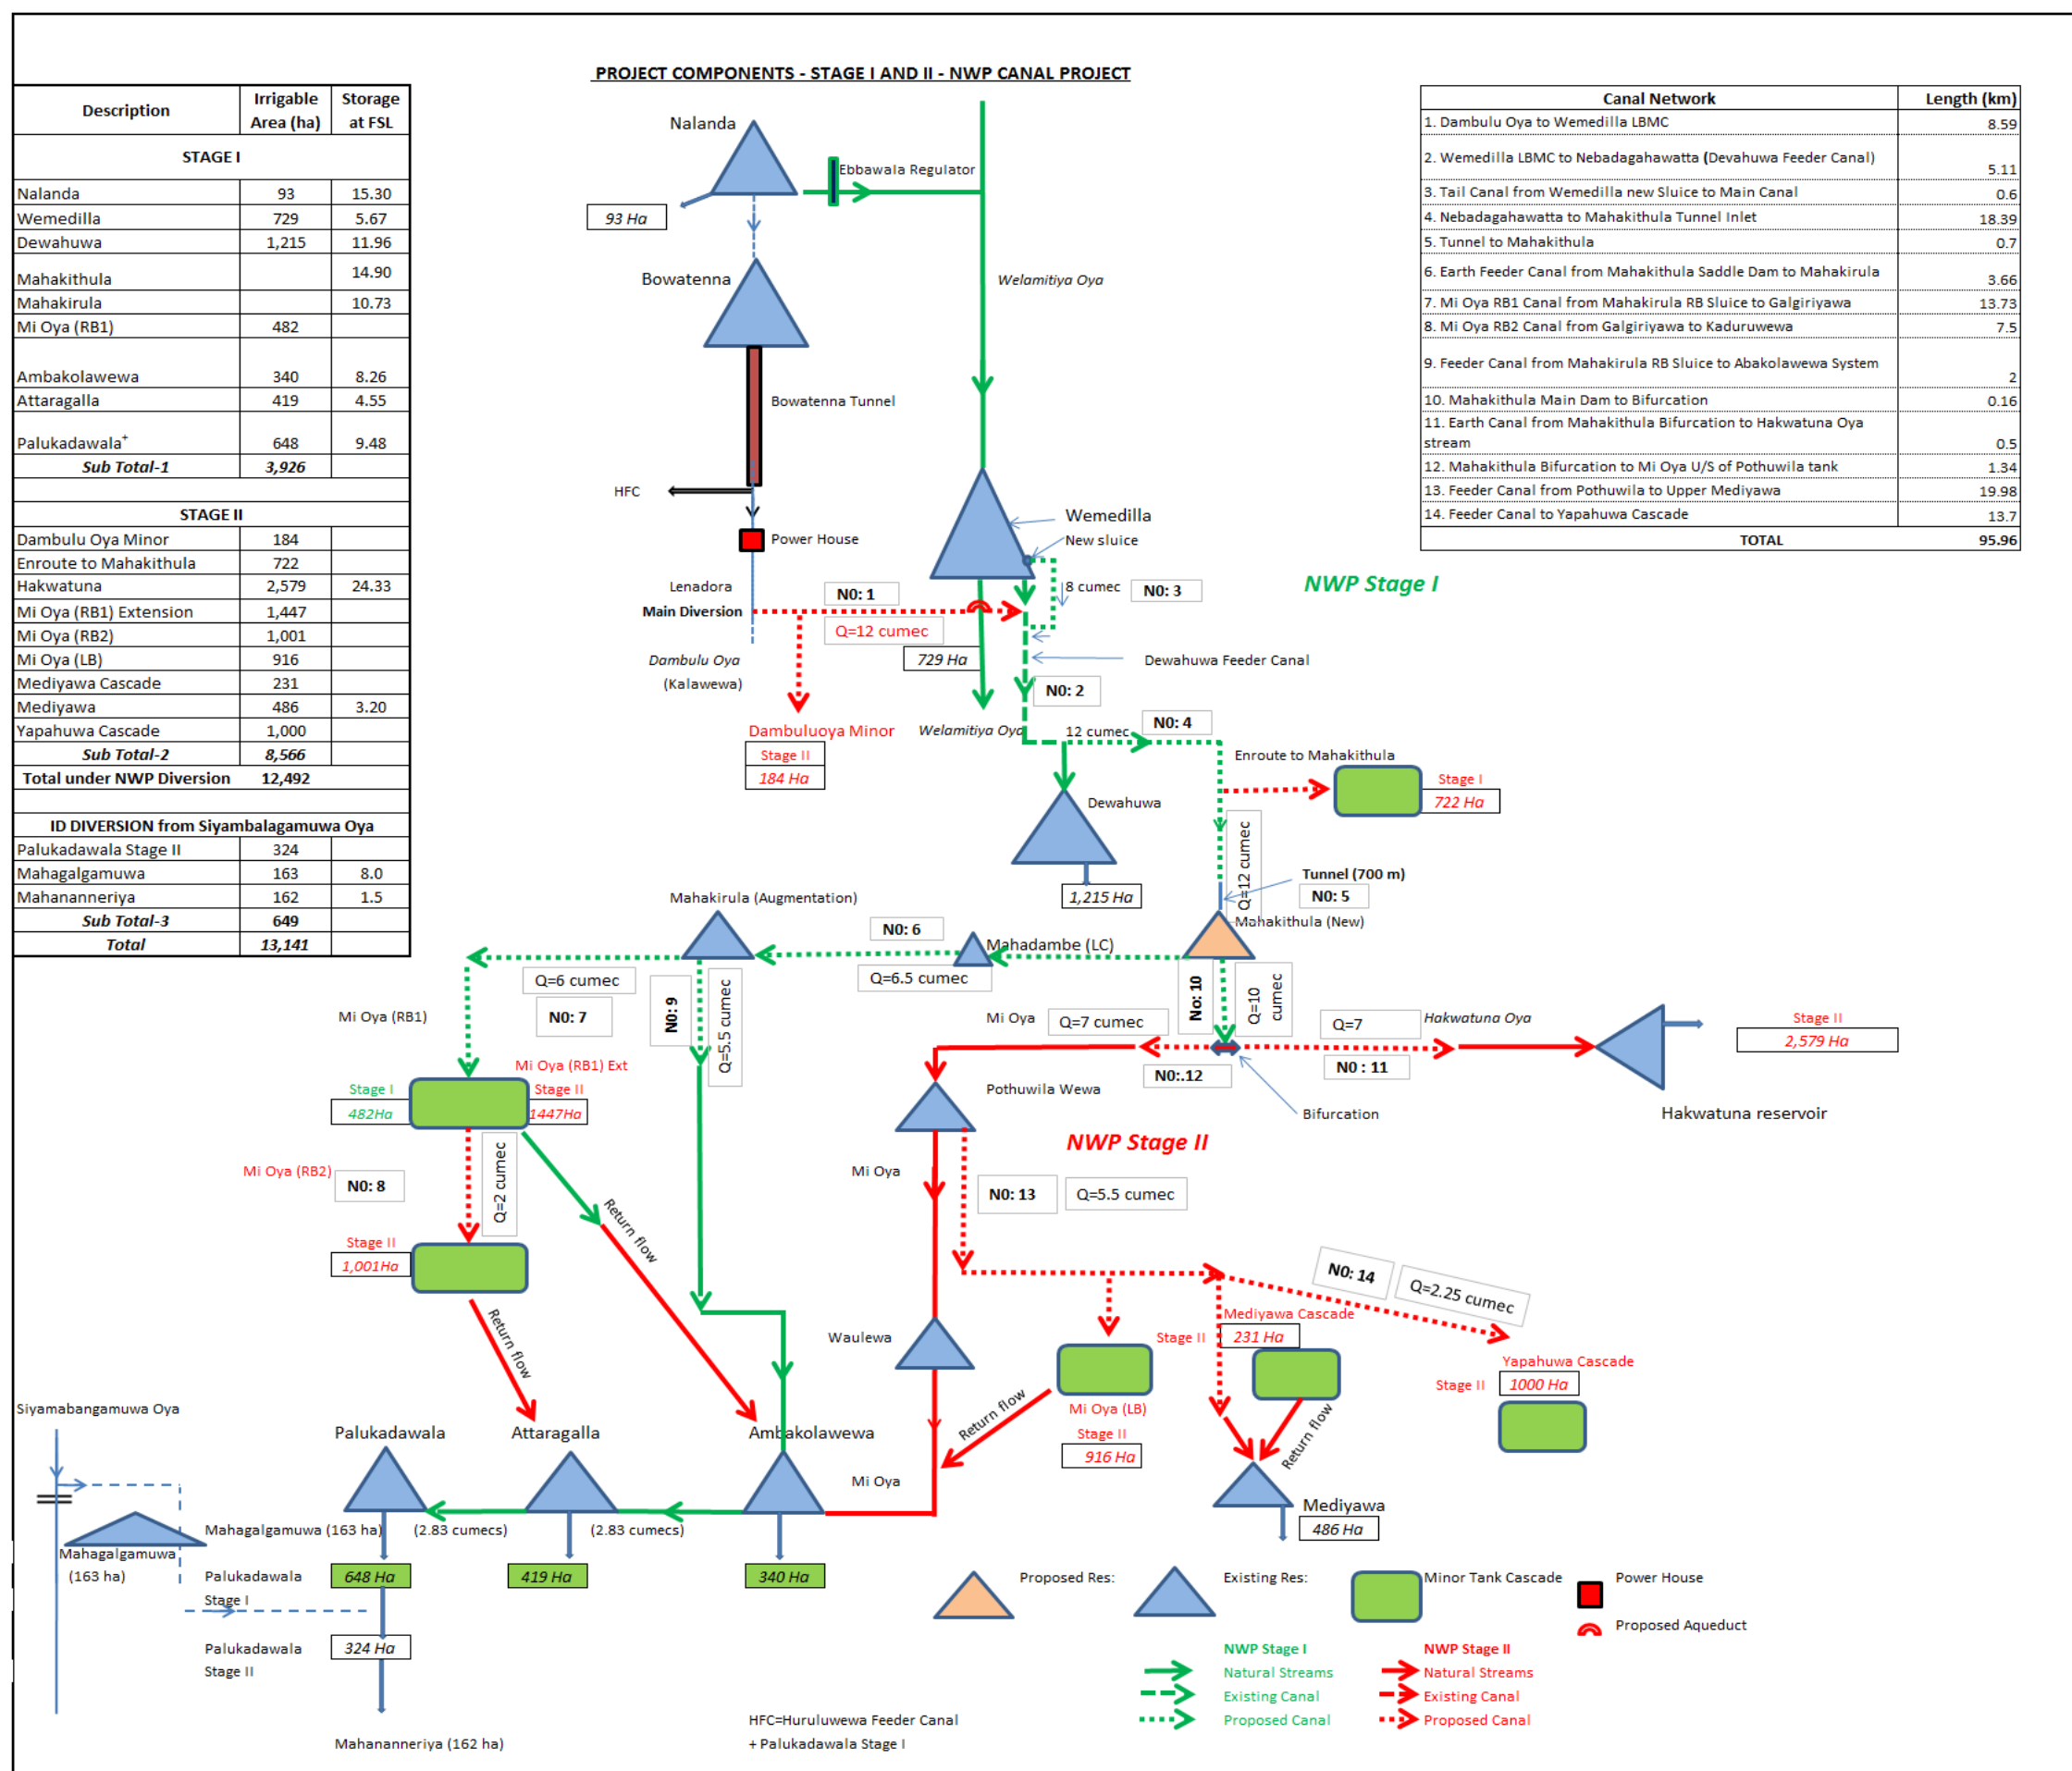 PROJECT COMPONENTS - STAGE I AND II - NWP CANAL PROJECT
Description Irrigable Area (ha) Storage at FSL
STAGE I
Nalanda 93 15.30
Wemedilla 729 5.67
Dewahuwa 1,215 11.96
Mahakithula 14.90
Mahakirula 10.73
Mi Oya (RB1) 482
Ambakolawewa 340 8.26
Attaragalla 419 4.55
Palukadawala+ 648 9.48
Sub Total-1 3,926
STAGE II
Dambulu Oya Minor 184
Enroute to Mahakithula 722
Hakwatuna 2,579 24.33
Mi Oya (RB1) Extension 1,447
Mi Oya (RB2) 1,001
Mi Oya (LB) 916
Mediyawa Cascade 231
Mediyawa 486 3.20
Yapahuwa Cascade 1,000
Sub Total-2 8,566
Total under NWP Diversion 12,492
ID DIVERSION from Siyambalagamuwa Oya
Palukadawala Stage II 324
Mahagalgamuwa 163 8.0
Mahananneriya 162 1.5
Sub Total-3 649
Total 13,141
Canal Network Length (km)
1. Dambulu Oya to Wemedilla LBMC 8.59
2. Wemedilla LBMC to Nebadagahawatta (Devahuwa Feeder Canal) 5.11
3. Tail Canal from Wemedilla new Sluice to Main Canal 0.6
4. Nebadagahawatta to Mahakithula Tunnel Inlet 18.39
5. Tunnel to Mahakithula 0.7
6. Earth Feeder Canal from Mahakithula Saddle Dam to Mahakirula 3.66
7. Mi Oya RB1 Canal from Mahakirula RB Sluice to Galgiriyawa 13.73
8. Mi Oya RB2 Canal from Galgiriyawa to Kaduruwewa 7.5
9. Feeder Canal from Mahakirula RB Sluice to Abakolawewa System 2
10. Mahakithula Main Dam to Bifurcation 0.16
11. Earth Canal from Mahakithula Bifurcation to Hakwatuna Oya
stream 0.5
12. Mahakithula Bifurcation to Mi Oya U/S of Pothuwila tank 1.34
13. Feeder Canal from Pothuwila to Upper Mediyawa 19.98
14. Feeder Canal to Yapahuwa Cascade 13.7
TOTAL 95.96
Nalanda
Ebbawala Regulator
93 Ha
Bowatenna
Welamitiya Oya
Bowatenna Tunnel
HFC
Wemedilla
New sluice
Power House
NWP Stage I
Lenadora
Main Diversion
N0: 1
Q=12 cumec
8 cumec
N0: 3
Dambulu Oya
(Kalawewa)
729 Ha
Dewahuwa Feeder Canal
N0: 2
Dambuluoya Minor
Stage II
184 Ha
Welamitiya Oya
12 cumec
N0: 4
Enroute to Mahakithula
Stage I
722 Ha
Dewahuwa
1,215 Ha
Q=12 cumec
Tunnel (700 m)
N0: 5
Mahakithula (New)
Mahakirula (Augmentation)
N0: 6
Mahadambe (LC)
Q=6.5 cumec
Q=6 cumec
N0: 7
N0: 9
Q=5.5 cumec
No: 10
Q=10 cumec
Mi Oya (RB1)
Mi Oya
Q=7 cumec
Q=7
Hakwatuna Oya
Stage II
2,579 Ha
N0:.12
N0 : 11
Bifurcation
Hakwatuna reservoir
Mi Oya (RB1) Ext
Stage I
482Ha
Stage II
1447Ha
Pothuwila Wewa
NWP Stage II
Mi Oya (RB2)
N0: 8
Q=2 cumec
Return flow
Mi Oya
N0: 13
Q=5.5 cumec
Stage II
1,001Ha
Return flow
N0: 14
Q=2.25 cumec
Waulewa
Mediyawa Cascade
Stage II
231 Ha
Yapahuwa Cascade
Stage II
1000 Ha
Return flow
Mi Oya (LB)
Stage II
916 Ha
Return flow
Siyamabangamuwa Oya
Palukadawala
Attaragalla
Ambakolawewa
Mi Oya
Mediyawa
486 Ha
Mahagalgamuwa (163 ha)
(2.83 cumecs)
(2.83 cumecs)
Mahagalgamuwa
(163 ha)
Palukadawala
Stage I
648 Ha
419 Ha
340 Ha
Palukadawala
Stage II
324 Ha
Mahananneriya (162 ha)
Proposed Res:
Existing Res:
Minor Tank Cascade
Power House
Proposed Aqueduct
NWP Stage I
Natural Streams
Existing Canal
Proposed Canal
NWP Stage II
Natural Streams
Existing Canal
Proposed Canal
HFC=Huruluwewa Feeder Canal
+ Palukadawala Stage I